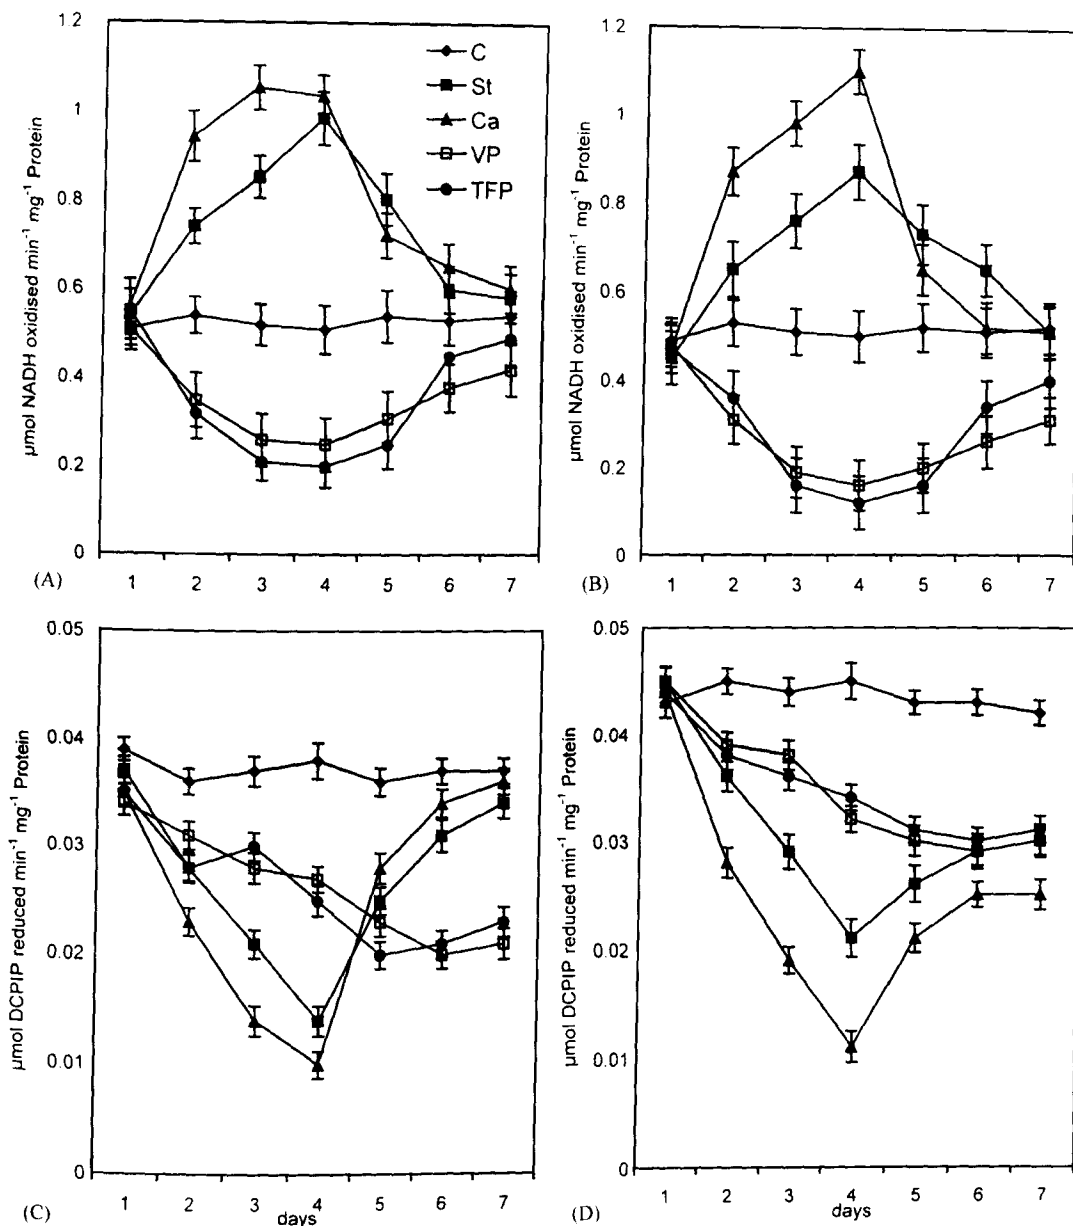 1.2
1
0.8
0.6
0.4
0.2
0
µmol NADH oxidised min⁻¹ mg⁻¹ Protein
C
St
Ca
VP
TFP
(A)
1 2 3 4 5 6 7
1.2
1
0.8
0.6
0.4
0.2
0
µmol NADH oxidised min⁻¹ mg⁻¹ Protein
(B)
1 2 3 4 5 6 7
0.05
0.04
0.03
0.02
0.01
0
µmol DCPIP reduced min⁻¹ mg⁻¹ Protein
(C)
1 2 3 4 5 6 7
days
0.05
0.04
0.03
0.02
0.01
0
µmol DCPIP reduced min⁻¹ mg⁻¹ Protein
(D)
1 2 3 4 5 6 7
days